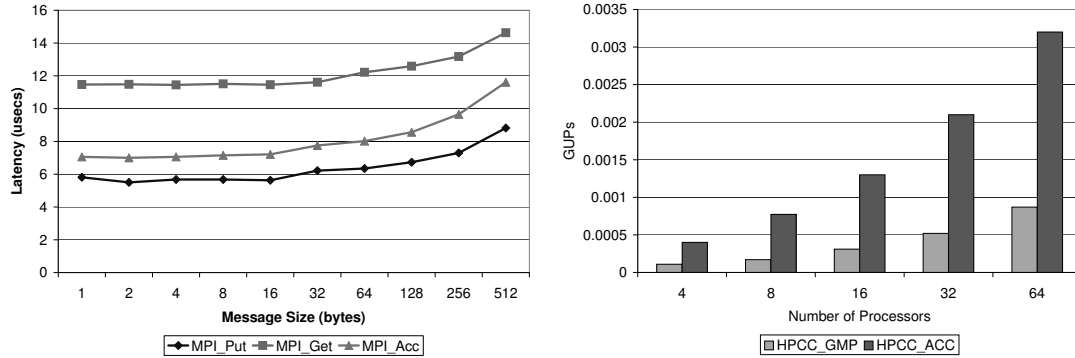 16
14
12
10
8
6
4
2
0
Latency (usecs)
1 2 4 8 16 32 64 128 256 512
Message Size (bytes)
MPI_Put MPI_Get MPI_Acc
0.0035
0.003
0.0025
0.002
0.0015
0.001
0.0005
0
GUPs
4 8 16 32 64
Number of Processors
HPCC_GMP HPCC_ACC